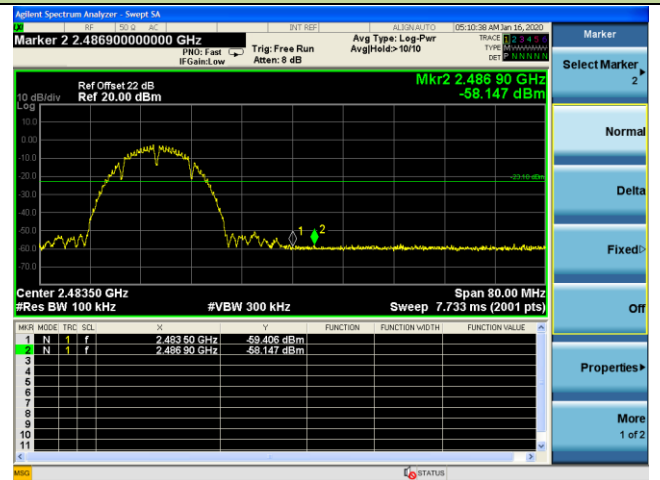 Agilent Spectrum Analyzer - Swept SA
RF 50 Ω AC INT REF ALIGNAUTO 05:10:38 AM Jan 16, 2020
Marker 2 2.486900000000 GHz
PNO: Fast
IFGain:Low
Trig: Free Run
Atten: 8 dB
Avg Type: Log-Pwr
Avg|Hold:>10/10
TRACE 1 2 3 4 5 6
TYPE M
DET P N N N N N
Ref Offset 22 dB
Ref 20.00 dBm
10 dB/div
Log
Mkr2 2.486 90 GHz
-58.147 dBm
10.0
0.00
-10.0
-20.0
-23.10 dBm
-30.0
-40.0
-50.0
-60.0
-70.0
1
2
Center 2.48350 GHz
Span 80.00 MHz
#Res BW 100 kHz
#VBW 300 kHz
Sweep 7.733 ms (2001 pts)
MKR MODE TRC SCL X Y FUNCTION FUNCTION WIDTH FUNCTION VALUE
1 N 1 f 2.483 50 GHz -59.406 dBm
2 N 1 f 2.486 90 GHz -58.147 dBm
3
4
5
6
7
8
9
10
11
MSG
STATUS
Marker
Select Marker
2
Normal
Delta
Fixed
Off
Properties
More
1 of 2